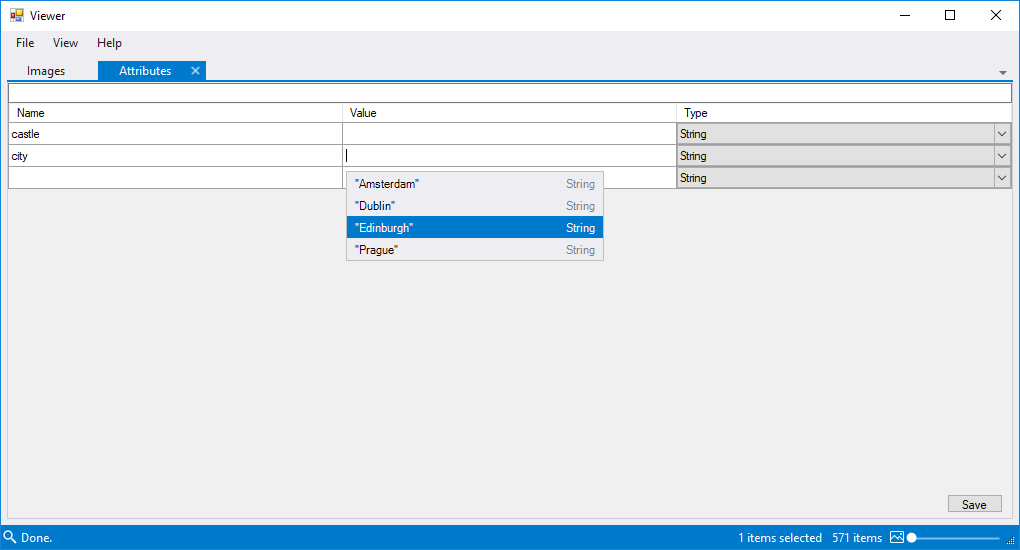 Viewer
File View Help
Images Attributes
Name Value Type
castle String
city String
String
"Amsterdam" String
"Dublin" String
"Edinburgh" String
"Prague" String
Save
Done. 1 items selected 571 items